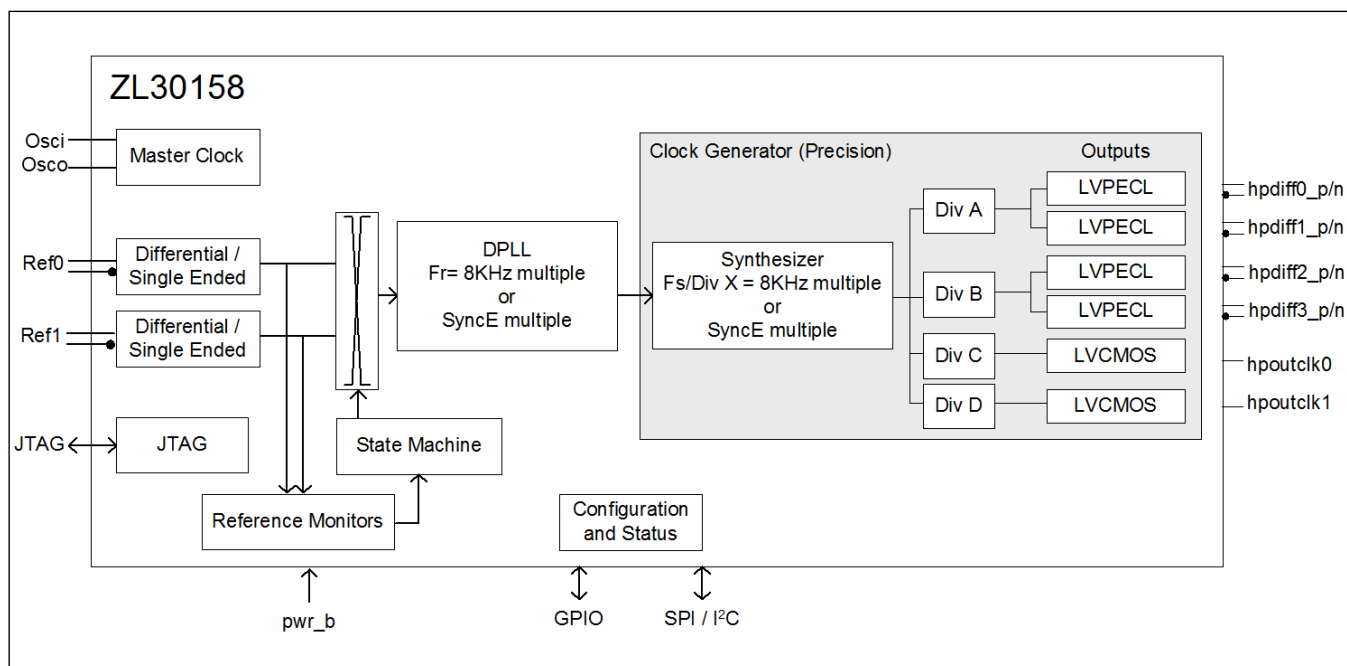 ZL30158
Osci
Osco
Master Clock
Ref0
Differential /
Single Ended
Ref1
Differential /
Single Ended
JTAG
JTAG
DPLL
Fr= 8KHz multiple
or
SyncE multiple
State Machine
Reference Monitors
pwr_b
Configuration
and Status
GPIO
SPI / I²C
Clock Generator (Precision)
Outputs
Synthesizer
Fs/Div X = 8KHz multiple
or
SyncE multiple
Div A
LVPECL
LVPECL
Div B
LVPECL
LVPECL
Div C
LVCMOS
Div D
LVCMOS
hpdiff0_p/n
hpdiff1_p/n
hpdiff2_p/n
hpdiff3_p/n
hpoutclk0
hpoutclk1